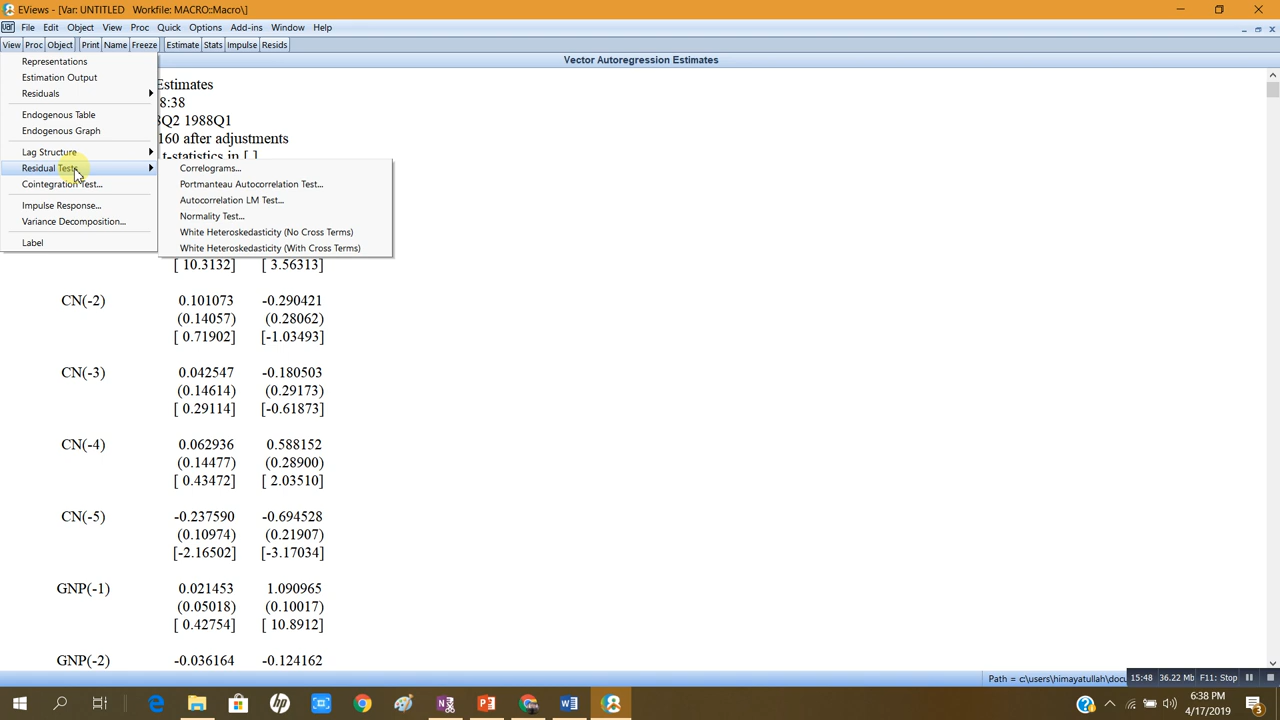 EViews - [Var: UNTITLED   Workfile: MACRO::Macro\]
File Edit Object View Proc Quick Options Add-ins Window Help
View Proc Object Print Name Freeze Estimate Stats Impulse Resids
Vector Autoregression Estimates
Representations
Estimation Output
Residuals
Endogenous Table
Endogenous Graph
Lag Structure
Residual Tests
Cointegration Test...
Impulse Response...
Variance Decomposition...
Label
Estimates
8:38
Q2 1988Q1
160 after adjustments
t-statistics in [ ]
Correlograms...
Portmanteau Autocorrelation Test...
Autocorrelation LM Test...
Normality Test...
White Heteroskedasticity (No Cross Terms)
White Heteroskedasticity (With Cross Terms)
[ 10.3132] [ 3.56313]
CN(-2) 0.101073 -0.290421
(0.14057) (0.28062)
[ 0.71902] [-1.03493]
CN(-3) 0.042547 -0.180503
(0.14614) (0.29173)
[ 0.29114] [-0.61873]
CN(-4) 0.062936 0.588152
(0.14477) (0.28900)
[ 0.43472] [ 2.03510]
CN(-5) -0.237590 -0.694528
(0.10974) (0.21907)
[-2.16502] [-3.17034]
GNP(-1) 0.021453 1.090965
(0.05018) (0.10017)
[ 0.42754] [ 10.8912]
GNP(-2) -0.036164 -0.124162
Path = c:\users\himayatullah\docu
15:48 36.22 Mb F11: Stop
6:38 PM
4/17/2019